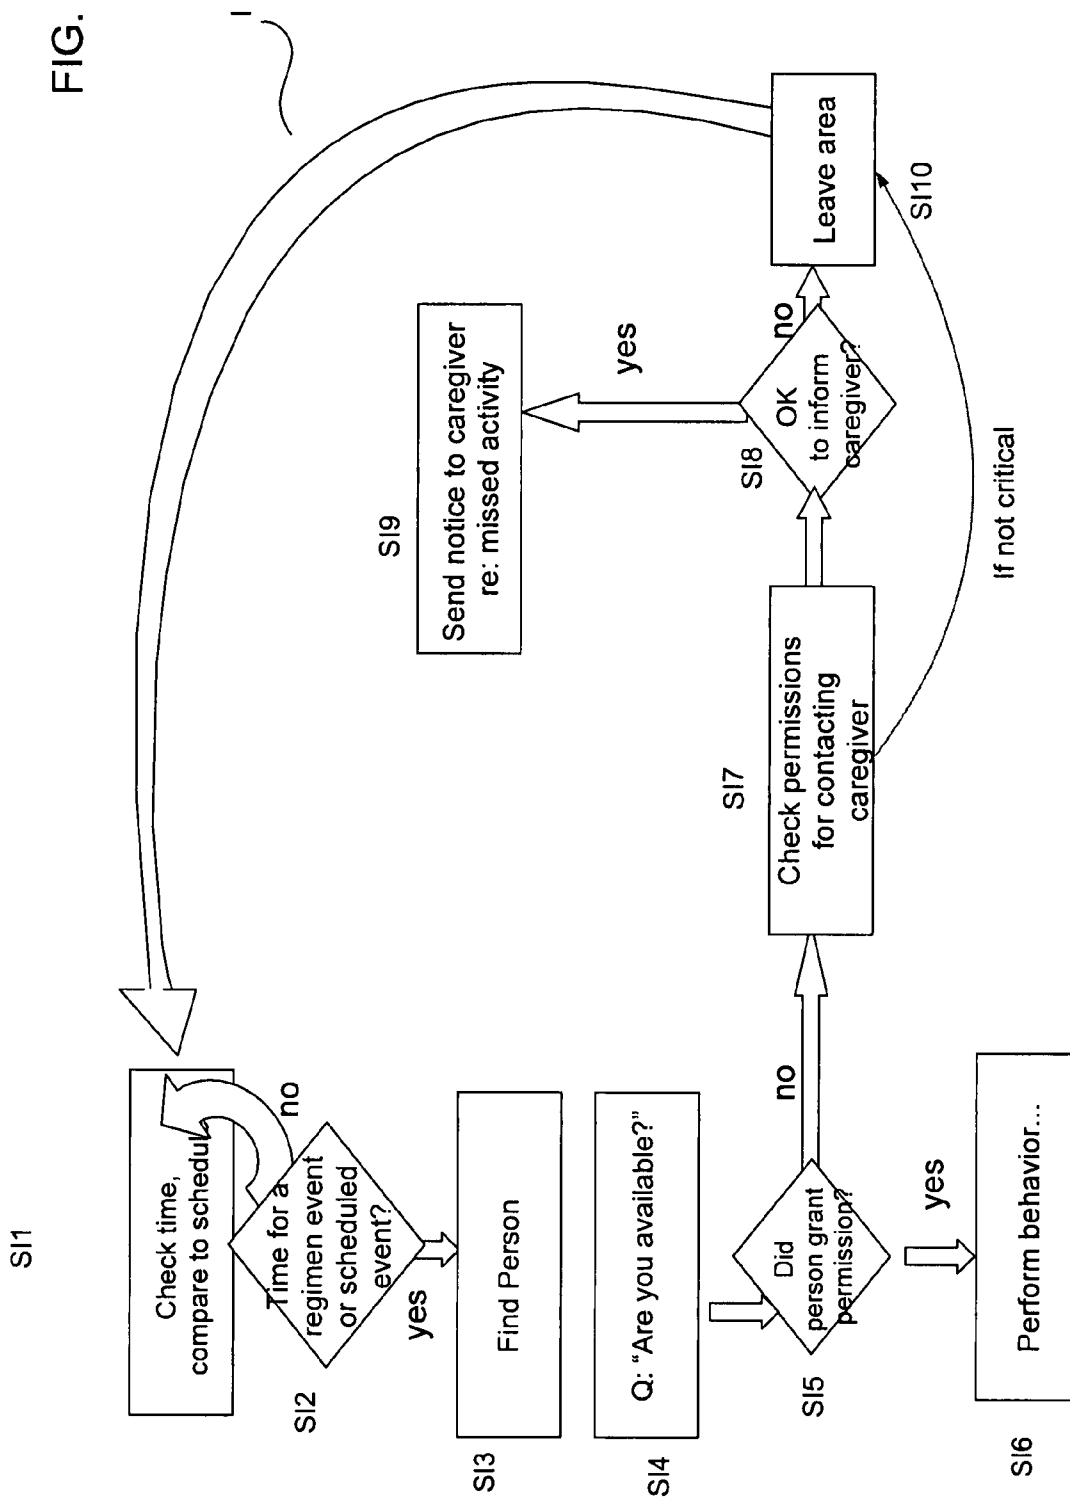 FIG.
I
SI1
Check time,
compare to schedul
no
SI2
Time for a
regimen event
or scheduled
event?
yes
SI3
Find Person
SI4
Q: “Are you available?”
SI5
Did
person grant
permission?
no
yes
SI6
Perform behavior...
SI7
Check permissions
for contacting
caregiver
SI8
OK
to inform
caregiver?
yes
no
SI9
Send notice to caregiver
re: missed activity
Leave area
SI10
If not critical